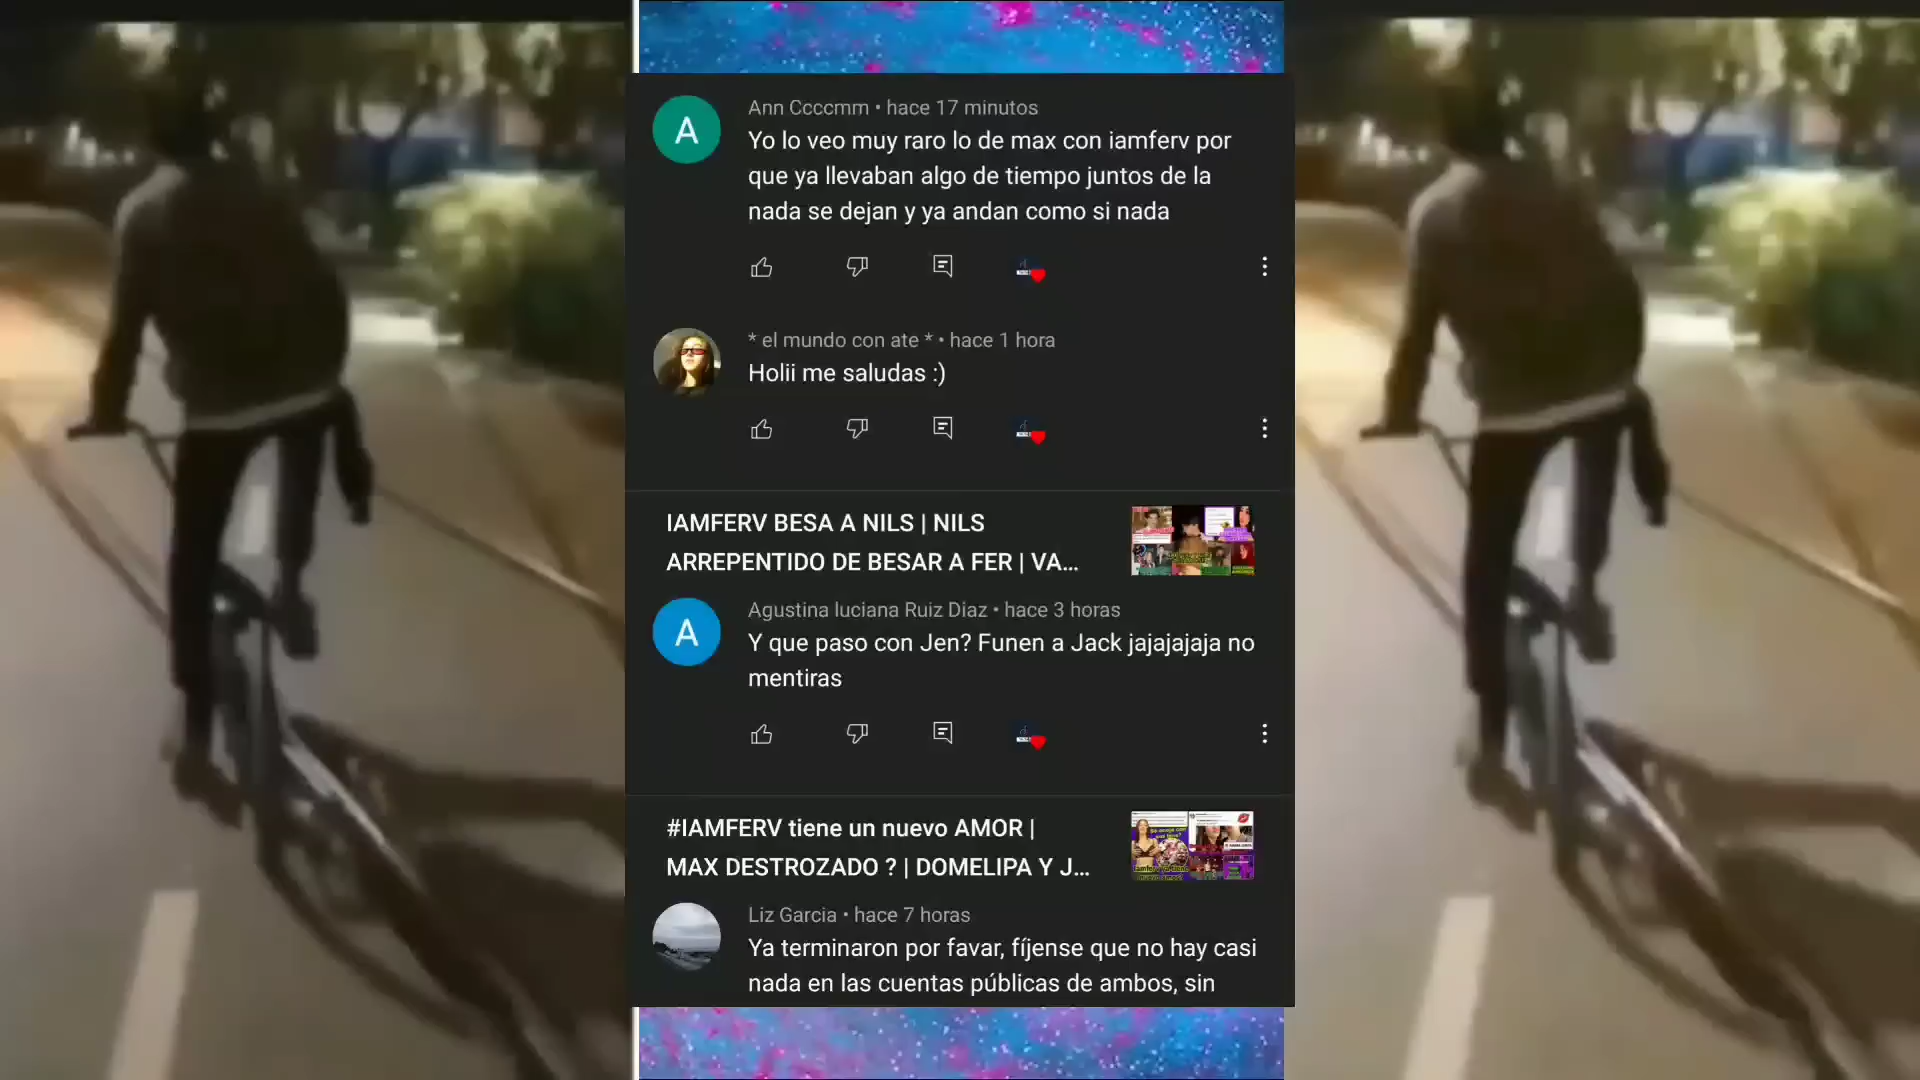 Ann Ccccmm • hace 17 minutos
Yo lo veo muy raro lo de max con iamferv por
que ya llevaban algo de tiempo juntos de la
nada se dejan y ya andan como si nada
* el mundo con ate * • hace 1 hora
Holii me saludas :)
IAMFERV BESA A NILS | NILS
ARREPENTIDO DE BESAR A FER | VA...
Agustina luciana Ruiz Diaz • hace 3 horas
Y que paso con Jen? Funen a Jack jajajajaja no
mentiras
#IAMFERV tiene un nuevo AMOR |
MAX DESTROZADO ? | DOMELIPA Y J...
Liz Garcia • hace 7 horas
Ya terminaron por favar, fíjense que no hay casi
nada en las cuentas públicas de ambos, sin